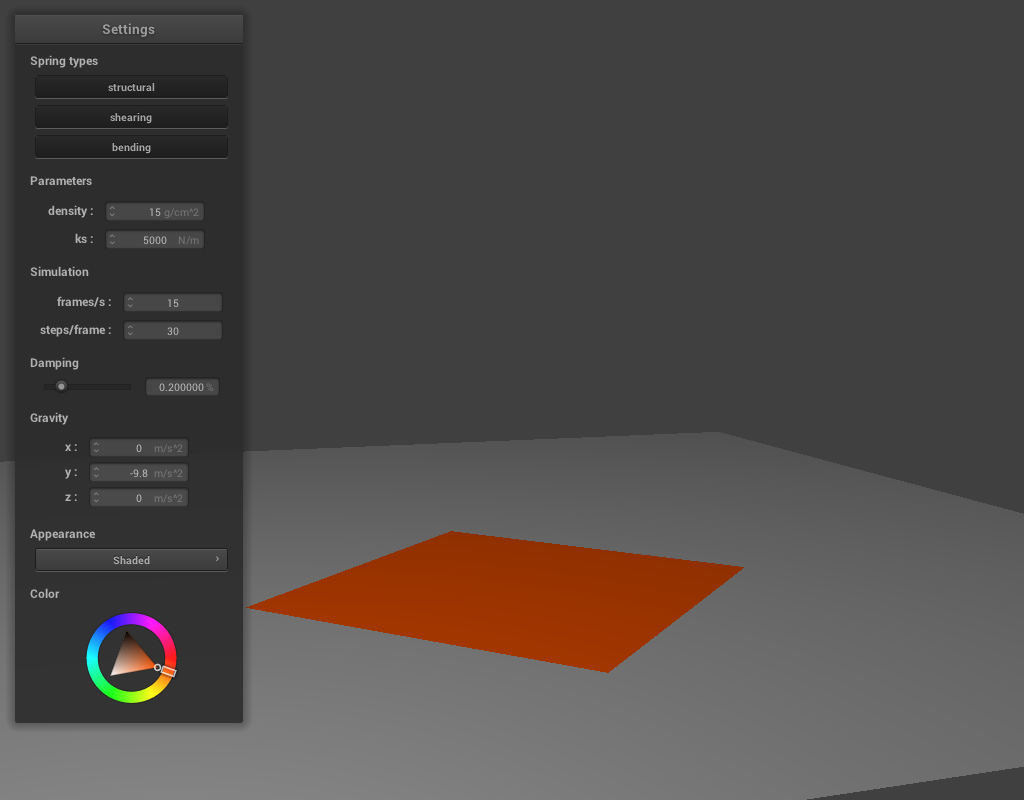 Settings
Spring types
structural
shearing
bending
Parameters
density : 15 g/cm^2
ks : 5000 N/m
Simulation
frames/s : 15
steps/frame : 30
Damping
0.200000 %
Gravity
x : 0 m/s^2
y : -9.8 m/s^2
z : 0 m/s^2
Appearance
Shaded
Color